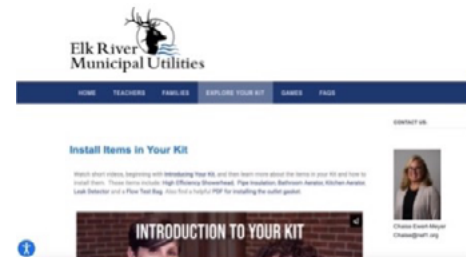 Elk River
Municipal Utilities
HOME TEACHERS FAMILIES EXPLORE YOUR KIT GAMES FAQS
CONTACT US:
Install Items in Your Kit
Watch short videos, beginning with Introducing Your Kit, and then learn more about the items in your Kit and how to
install them. Those items include: High Efficiency Showerhead, Pipe Insulation, Bathroom Aerator, Kitchen Aerator,
Leak Detector and a Flow Test Bag. Also find a helpful PDF for installing the outlet gasket.
INTRODUCTION TO YOUR KIT